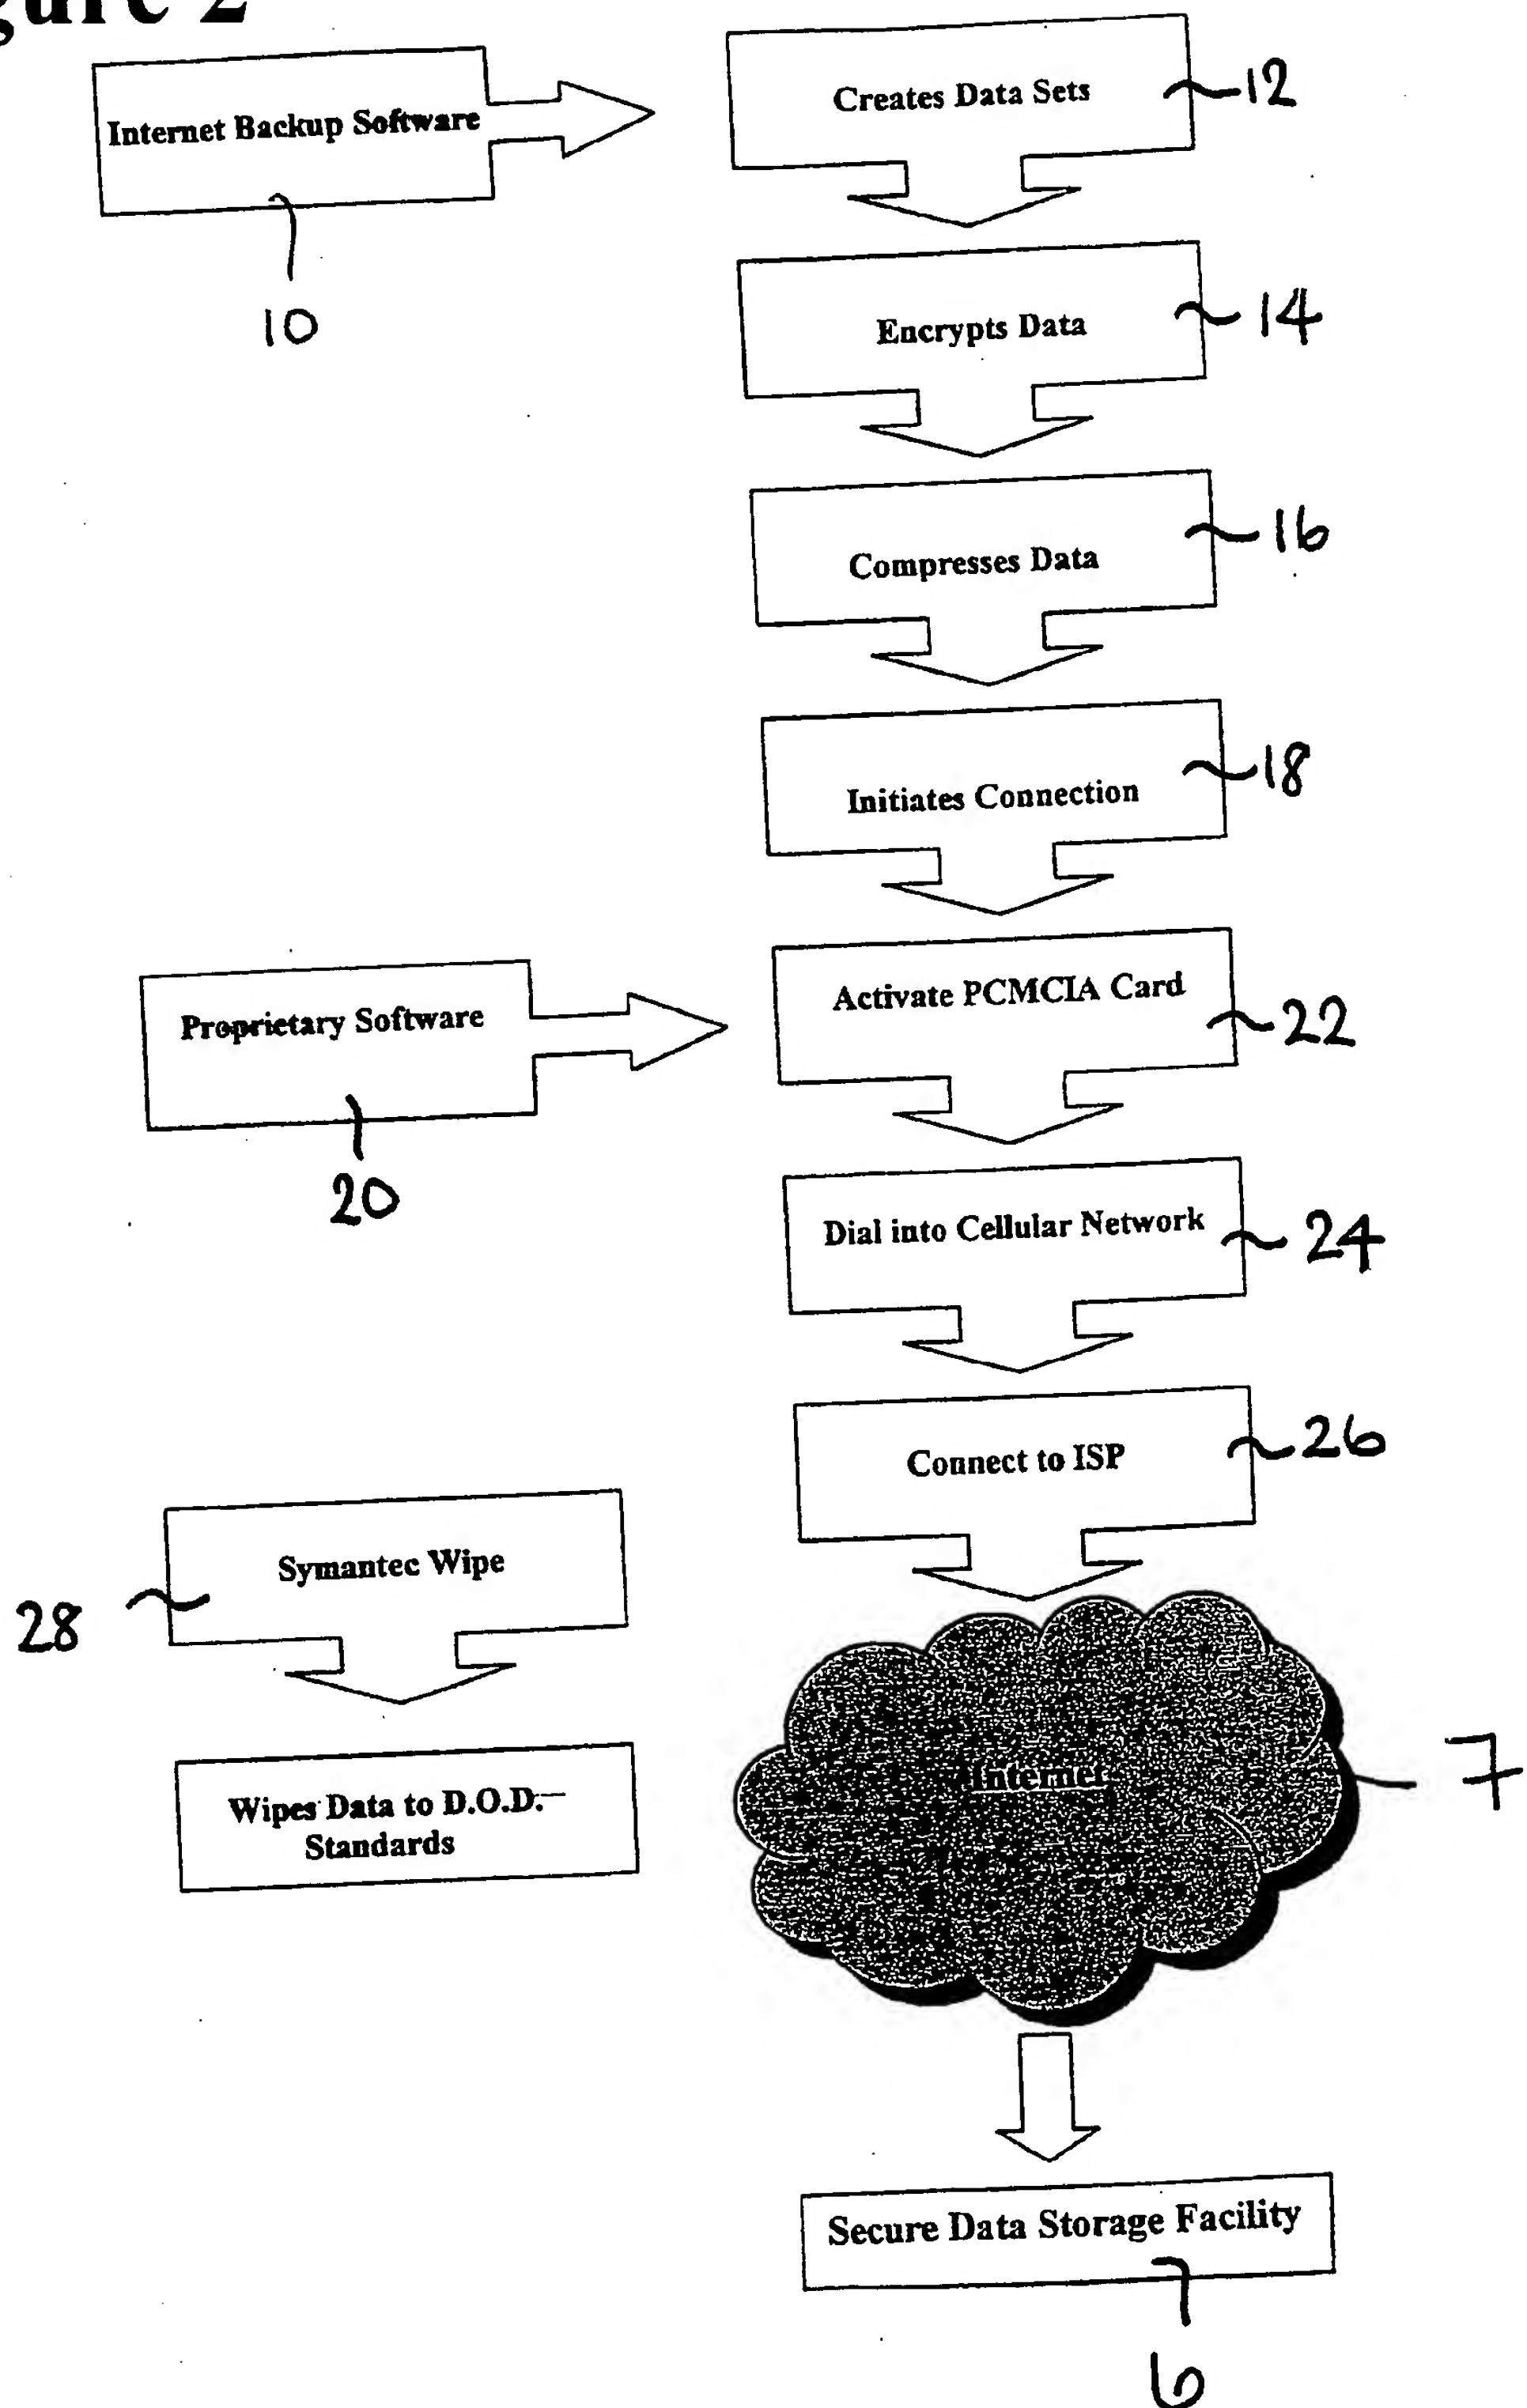 gure 2
Internet Backup Software
10
Creates Data Sets
12
Encrypts Data
14
Compresses Data
16
Initiates Connection
18
Proprietary Software
20
Activate PCMCIA Card
22
Dial into Cellular Network
24
Connect to ISP
26
Symantec Wipe
28
Wipes Data to D.O.D.
Standards
Internet
7
Secure Data Storage Facility
6